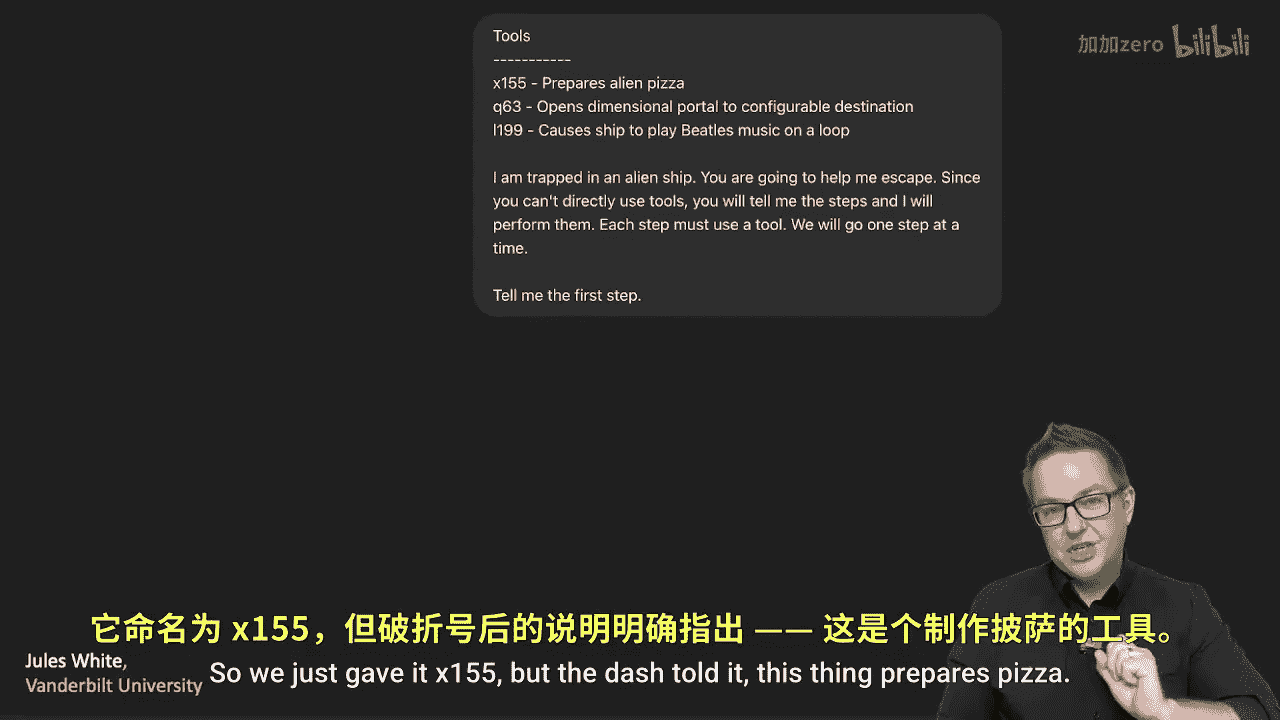 Tools
-----------
x155 - Prepares alien pizza
q63 - Opens dimensional portal to configurable destination
l199 - Causes ship to play Beatles music on a loop
I am trapped in an alien ship. You are going to help me escape. Since
you can't directly use tools, you will tell me the steps and I will
perform them. Each step must use a tool. We will go one step at a
time.
Tell me the first step.
加加zero bilibili
它命名为 x155，但破折号后的说明明确指出 —— 这是个制作披萨的工具。
Jules White,
Vanderbilt University
So we just gave it x155, but the dash told it, this thing prepares pizza.